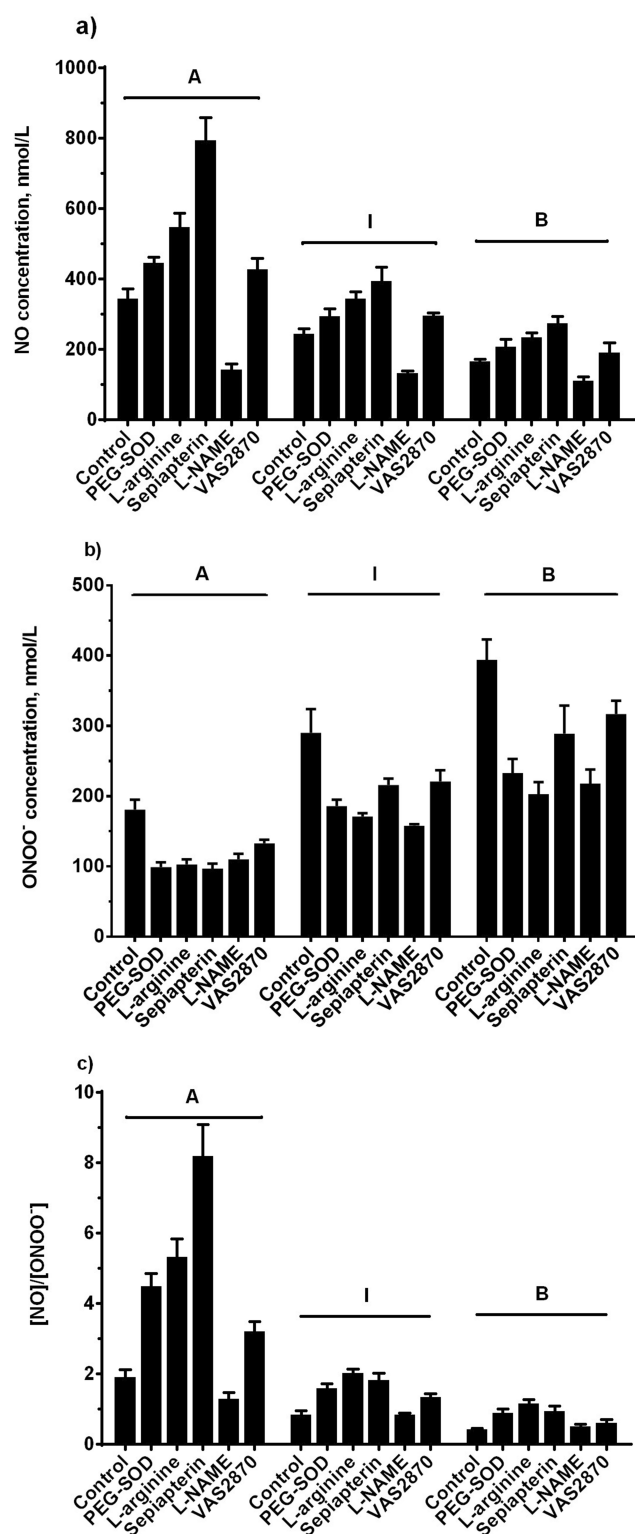 a)
NO concentration, nmol/L
1000
800
600
400
200
0
A
I
B
Control
PEG-SOD
L-arginine
Sepiapterin
L-NAME
VAS2870
Control
PEG-SOD
L-arginine
Sepiapterin
L-NAME
VAS2870
Control
PEG-SOD
L-arginine
Sepiapterin
L-NAME
VAS2870
b)
ONOO⁻ concentration, nmol/L
500
400
300
200
100
0
A
I
B
Control
PEG-SOD
L-arginine
Sepiapterin
L-NAME
VAS2870
Control
PEG-SOD
L-arginine
Sepiapterin
L-NAME
VAS2870
Control
PEG-SOD
L-arginine
Sepiapterin
L-NAME
VAS2870
c)
[NO]/[ONOO⁻]
10
8
6
4
2
0
A
I
B
Control
PEG-SOD
L-arginine
Sepiapterin
L-NAME
VAS2870
Control
PEG-SOD
L-arginine
Sepiapterin
L-NAME
VAS2870
Control
PEG-SOD
L-arginine
Sepiapterin
L-NAME
VAS2870